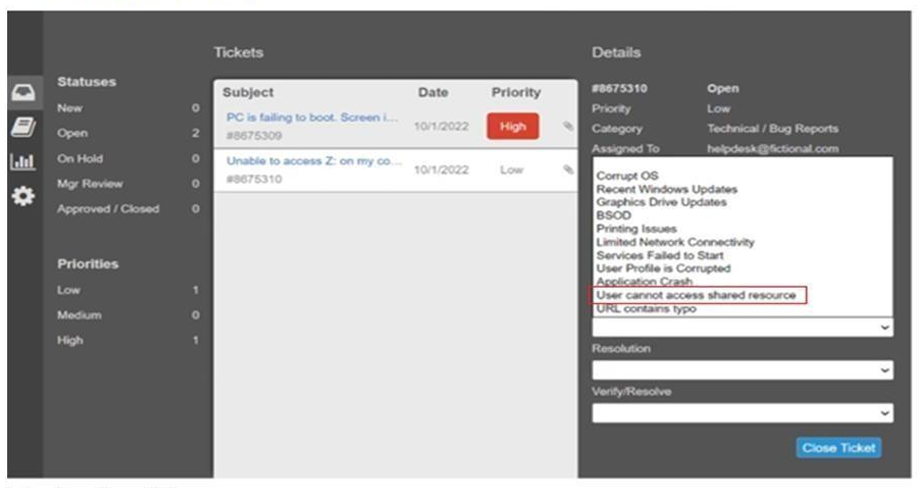 Tickets
Details
Statuses
New 0
Open 2
On Hold 0
Mgr Review 0
Approved / Closed 0
Priorities
Low 1
Medium 0
High 1
Subject Date Priority
PC is failing to boot. Screen i...
#8675309
10/1/2022 High
Unable to access Z: on my co...
#8675310
10/1/2022 Low
#8675310 Open
Priority Low
Category Technical / Bug Reports
Assigned To helpdesk@fictional.com
Corrupt OS
Recent Windows Updates
Graphics Drive Updates
BSOD
Printing Issues
Limited Network Connectivity
Services Failed to Start
User Profile is Corrupted
Application Crash
User cannot access shared resource
URL contains typo
Resolution
Verify/Resolve
Close Ticket